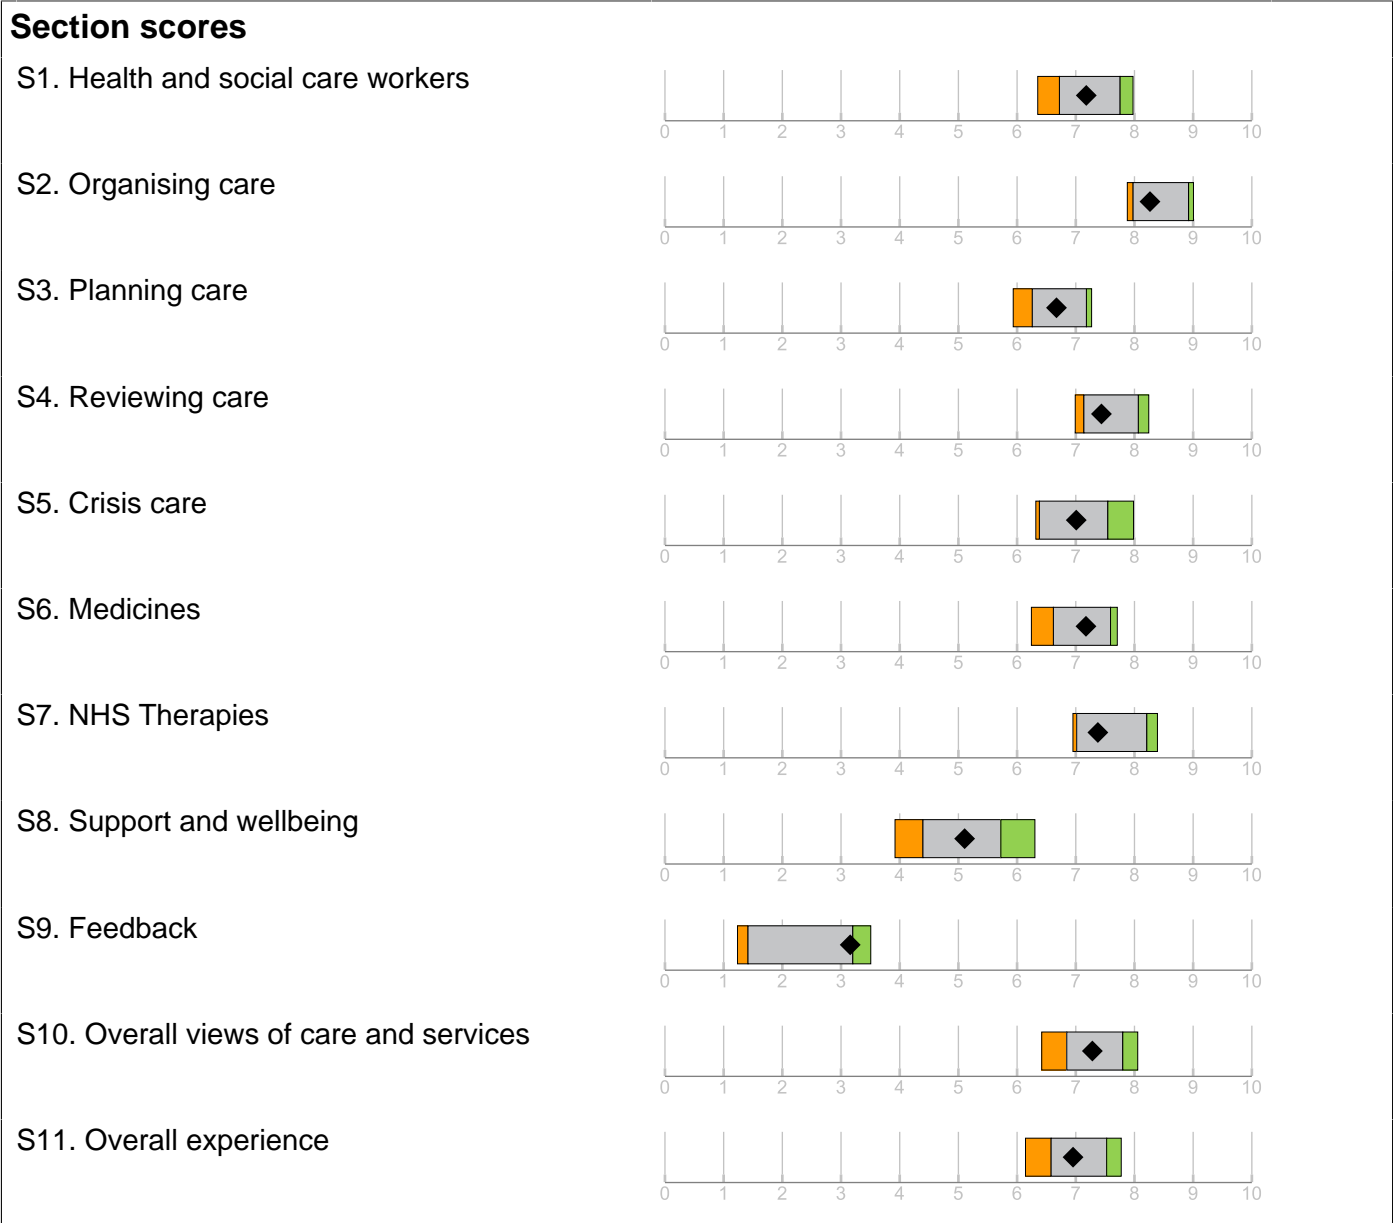 Section scores
S1. Health and social care workers
0 1 2 3 4 5 6 7 8 9 10
S2. Organising care
0 1 2 3 4 5 6 7 8 9 10
S3. Planning care
0 1 2 3 4 5 6 7 8 9 10
S4. Reviewing care
0 1 2 3 4 5 6 7 8 9 10
S5. Crisis care
0 1 2 3 4 5 6 7 8 9 10
S6. Medicines
0 1 2 3 4 5 6 7 8 9 10
S7. NHS Therapies
0 1 2 3 4 5 6 7 8 9 10
S8. Support and wellbeing
0 1 2 3 4 5 6 7 8 9 10
S9. Feedback
0 1 2 3 4 5 6 7 8 9 10
S10. Overall views of care and services
0 1 2 3 4 5 6 7 8 9 10
S11. Overall experience
0 1 2 3 4 5 6 7 8 9 10